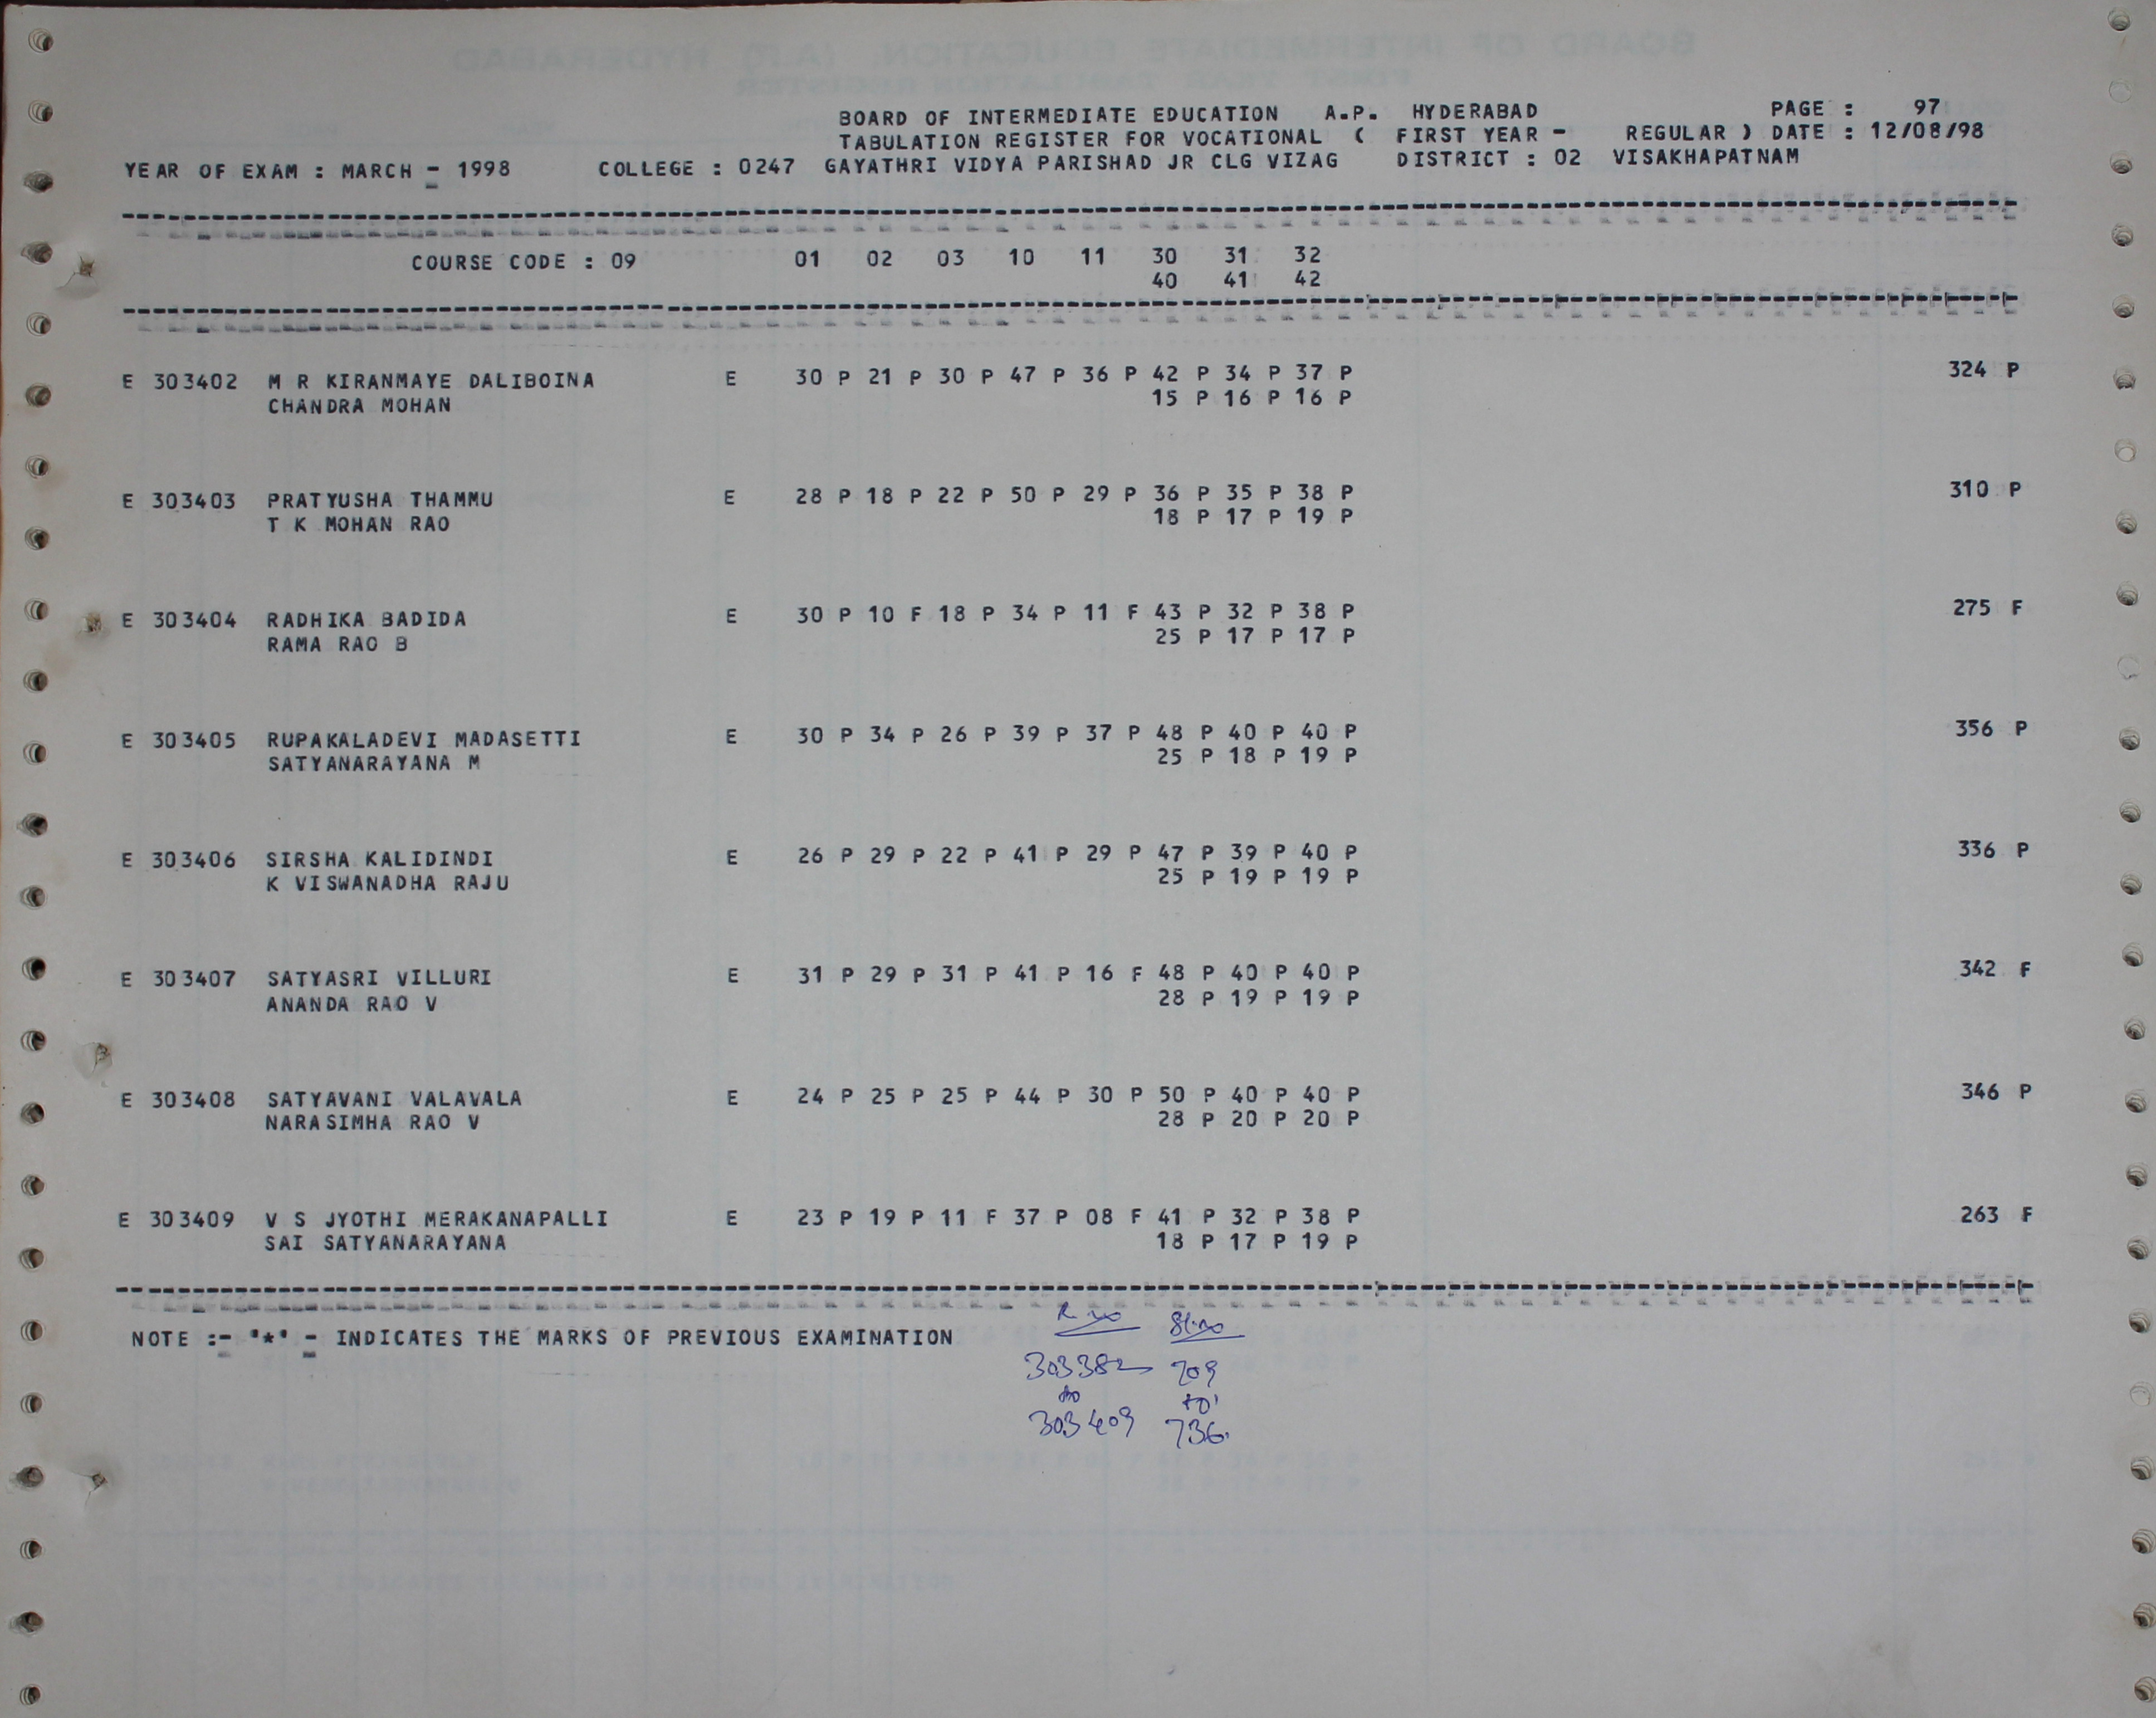 BOARD OF INTERMEDIATE EDUCATION A.P. HYDERABAD PAGE : 97
TABULATION REGISTER FOR VOCATIONAL ( FIRST YEAR - REGULAR ) DATE : 12/08/98
YEAR OF EXAM : MARCH - 1998 COLLEGE : 0247 GAYATHRI VIDYA PARISHAD JR CLG VIZAG DISTRICT : 02 VISAKHAPATNAM
COURSE CODE : 09 01 02 03 10 11 30 31 32
40 41 42
E 303402 M R KIRANMAYE DALIBOINA E 30 P 21 P 30 P 47 P 36 P 42 P 34 P 37 P 324 P
CHANDRA MOHAN 15 P 16 P 16 P
E 303403 PRATYUSHA THAMMU E 28 P 18 P 22 P 50 P 29 P 36 P 35 P 38 P 310 P
T K MOHAN RAO 18 P 17 P 19 P
E 303404 RADHIKA BADIDA E 30 P 10 F 18 P 34 P 11 F 43 P 32 P 38 P 275 F
RAMA RAO B 25 P 17 P 17 P
E 303405 RUPAKALADEVI MADASETTI E 30 P 34 P 26 P 39 P 37 P 48 P 40 P 40 P 356 P
SATYANARAYANA M 25 P 18 P 19 P
E 303406 SIRSHA KALIDINDI E 26 P 29 P 22 P 41 P 29 P 47 P 39 P 40 P 336 P
K VISWANADHA RAJU 25 P 19 P 19 P
E 303407 SATYASRI VILLURI E 31 P 29 P 31 P 41 P 16 F 48 P 40 P 40 P 342 F
ANANDA RAO V 28 P 19 P 19 P
E 303408 SATYAVANI VALAVALA E 24 P 25 P 25 P 44 P 30 P 50 P 40 P 40 P 346 P
NARASIMHA RAO V 28 P 20 P 20 P
E 303409 V S JYOTHI MERAKANAPALLI E 23 P 19 P 11 F 37 P 08 F 41 P 32 P 38 P 263 F
SAI SATYANARAYANA 18 P 17 P 19 P
NOTE :- '*' - INDICATES THE MARKS OF PREVIOUS EXAMINATION
R.no Sl.no
303382 709
to to
303409 736